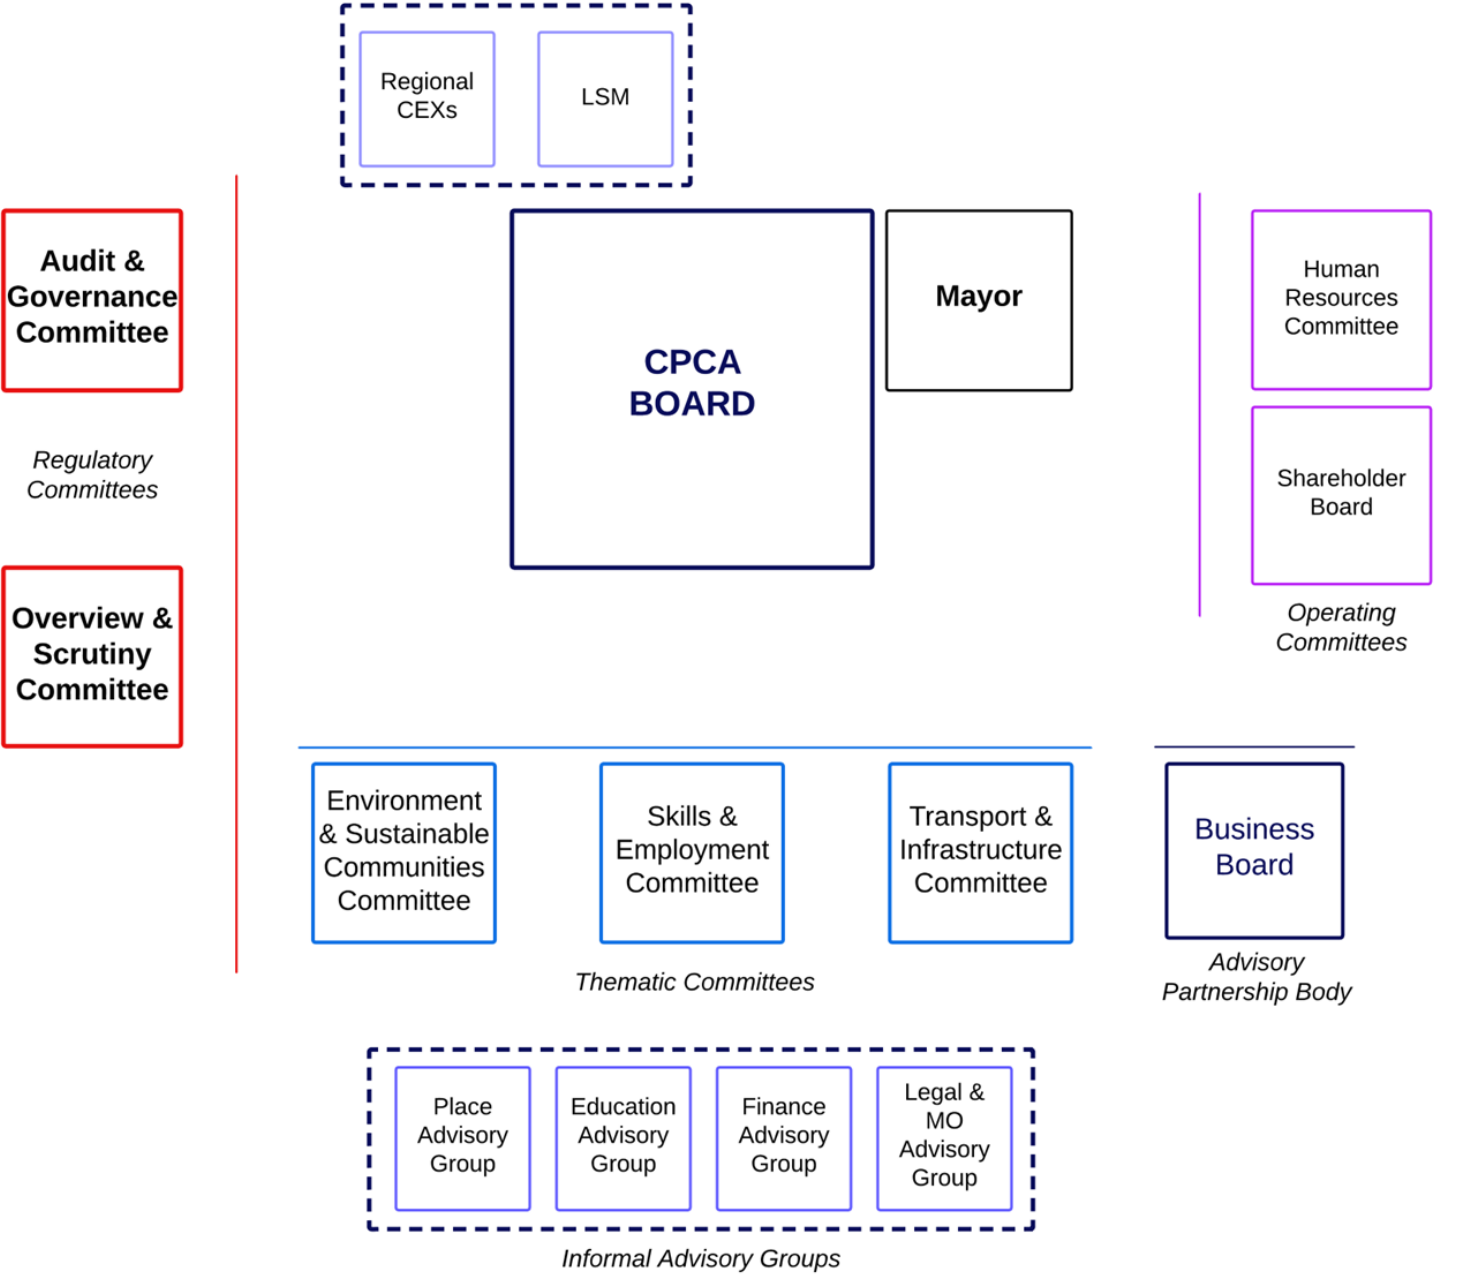 Regional
CEXs
LSM
Audit &
Governance
Committee
Regulatory
Committees
Overview &
Scrutiny
Committee
CPCA
BOARD
Mayor
Human
Resources
Committee
Shareholder
Board
Operating
Committees
Environment
& Sustainable
Communities
Committee
Skills &
Employment
Committee
Transport &
Infrastructure
Committee
Thematic Committees
Business
Board
Advisory
Partnership Body
Place
Advisory
Group
Education
Advisory
Group
Finance
Advisory
Group
Legal &
MO
Advisory
Group
Informal Advisory Groups